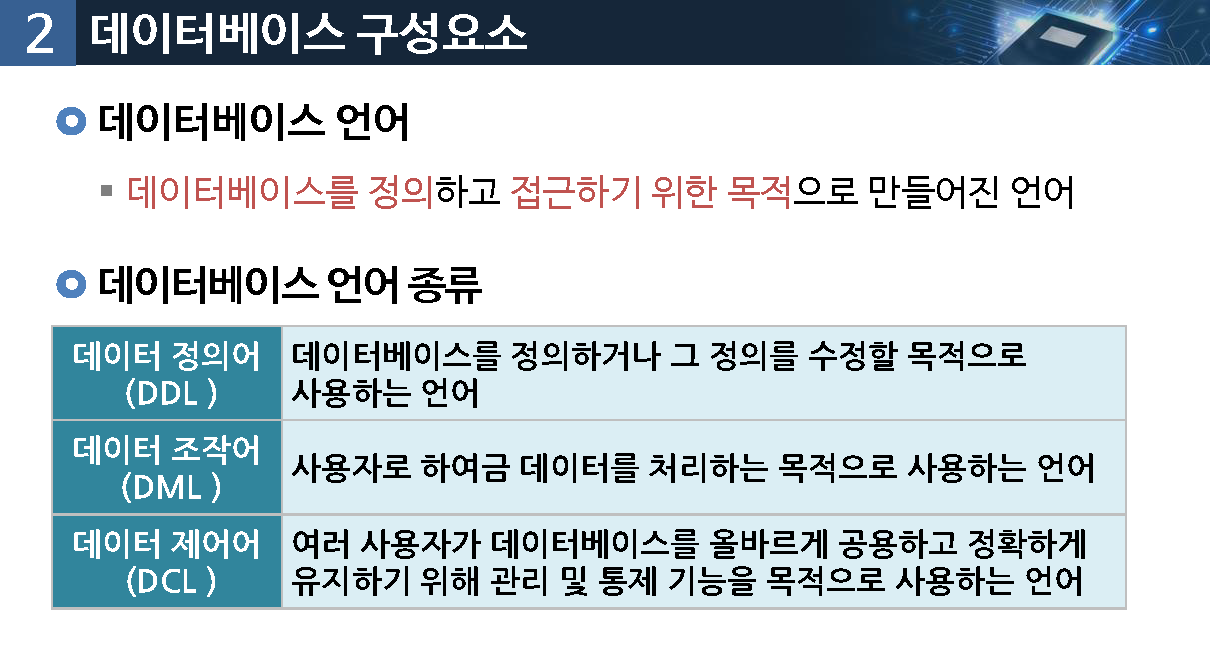 2 데이터베이스 구성요소
데이터베이스 언어
데이터베이스를 정의하고 접근하기 위한 목적으로 만들어진 언어
데이터베이스 언어 종류
데이터 정의어
(DDL )
데이터베이스를 정의하거나 그 정의를 수정할 목적으로
사용하는 언어
데이터 조작어
(DML )
사용자로 하여금 데이터를 처리하는 목적으로 사용하는 언어
데이터 제어어
(DCL )
여러 사용자가 데이터베이스를 올바르게 공용하고 정확하게
유지하기 위해 관리 및 통제 기능을 목적으로 사용하는 언어